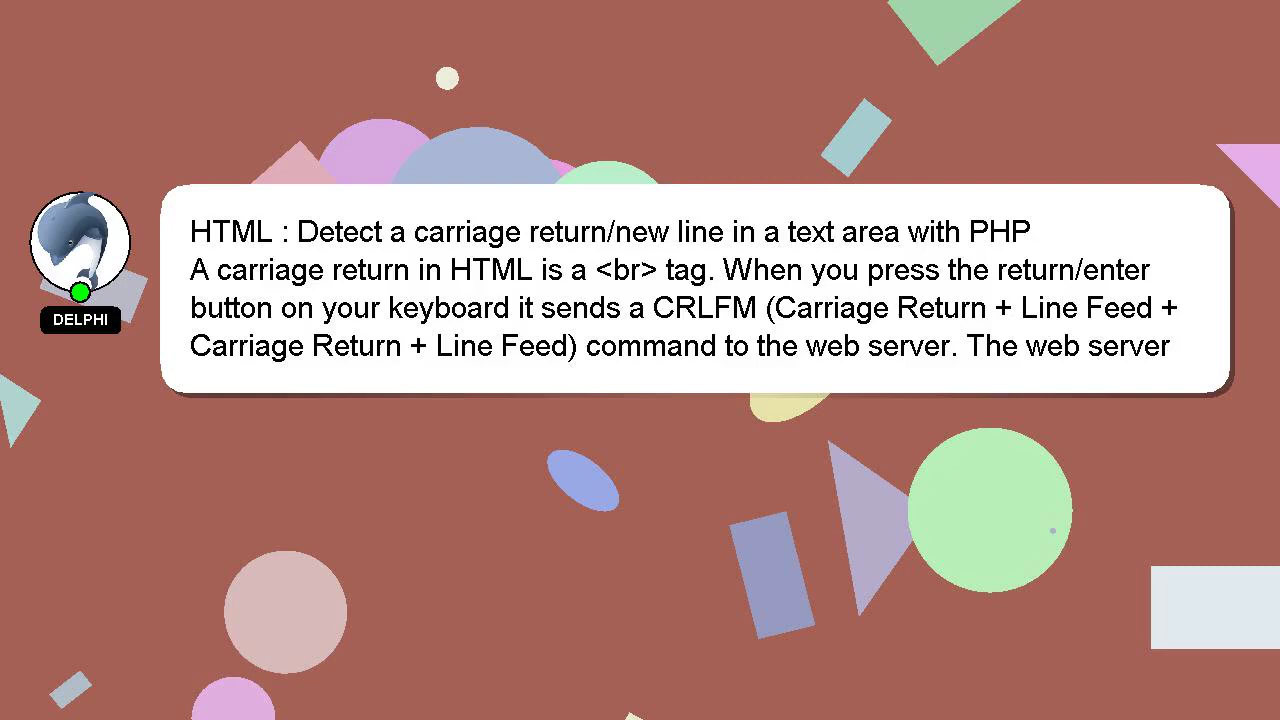 HTML : Detect a carriage return/new line in a text area with PHP
A carriage return in HTML is a <br> tag. When you press the return/enter
button on your keyboard it sends a CRLFM (Carriage Return + Line Feed +
Carriage Return + Line Feed) command to the web server. The web server
DELPHI